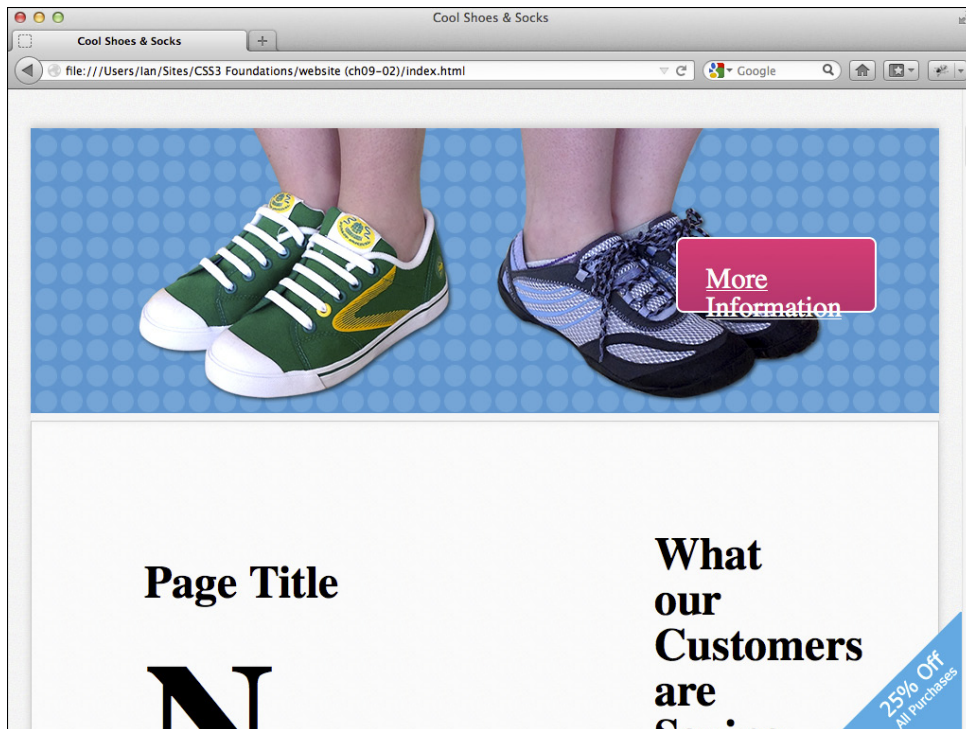 Cool Shoes & Socks
Cool Shoes & Socks
file:///Users/Ian/Sites/CSS3 Foundations/website (ch09-02)/index.html
Google
More
Information
Page Title
What
our
Customers
are
N
25% Off
All Purchases